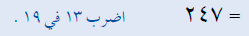 اضرب ١٣ في ١٩ . = ٢٤٧